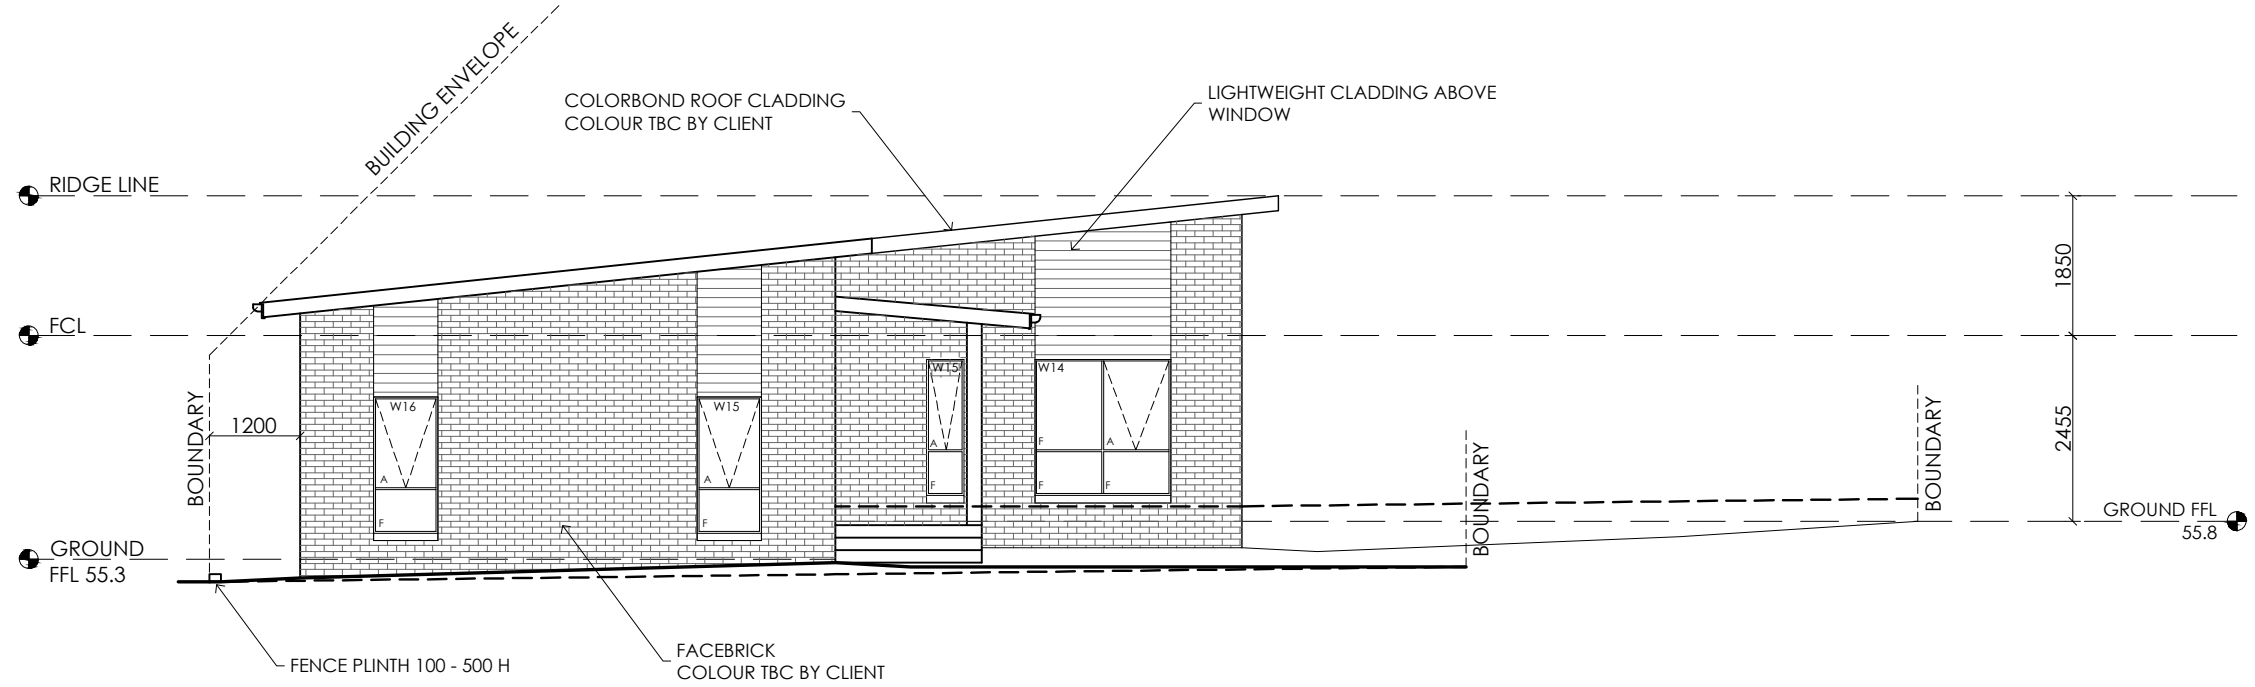 BUILDING ENVELOPE
COLORBOND ROOF CLADDING
COLOUR TBC BY CLIENT
LIGHTWEIGHT CLADDING ABOVE
WINDOW
RIDGE LINE
1850
FCL
W15
W14
W16
W15
BOUNDARY
1200
F
A
A
2455
BOUNDARY
BOUNDARY
A
A
F
F
F
F
F
GROUND FFL
55.8
GROUND
FFL 55.3
FENCE PLINTH 100 - 500 H
FACEBRICK
COLOUR TBC BY CLIENT